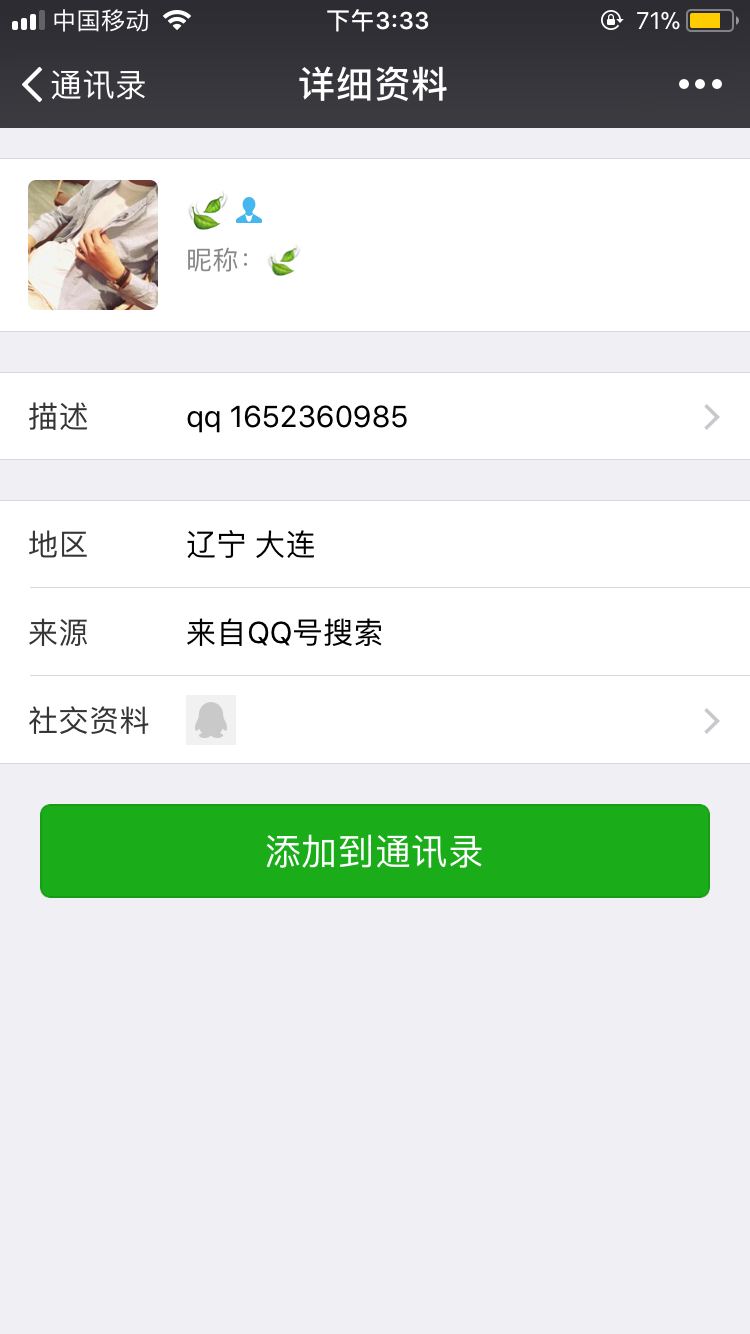 中国移动 下午3:33 71%
通讯录 详细资料
昵称：
描述 qq 1652360985
地区 辽宁 大连
来源 来自QQ号搜索
社交资料
添加到通讯录